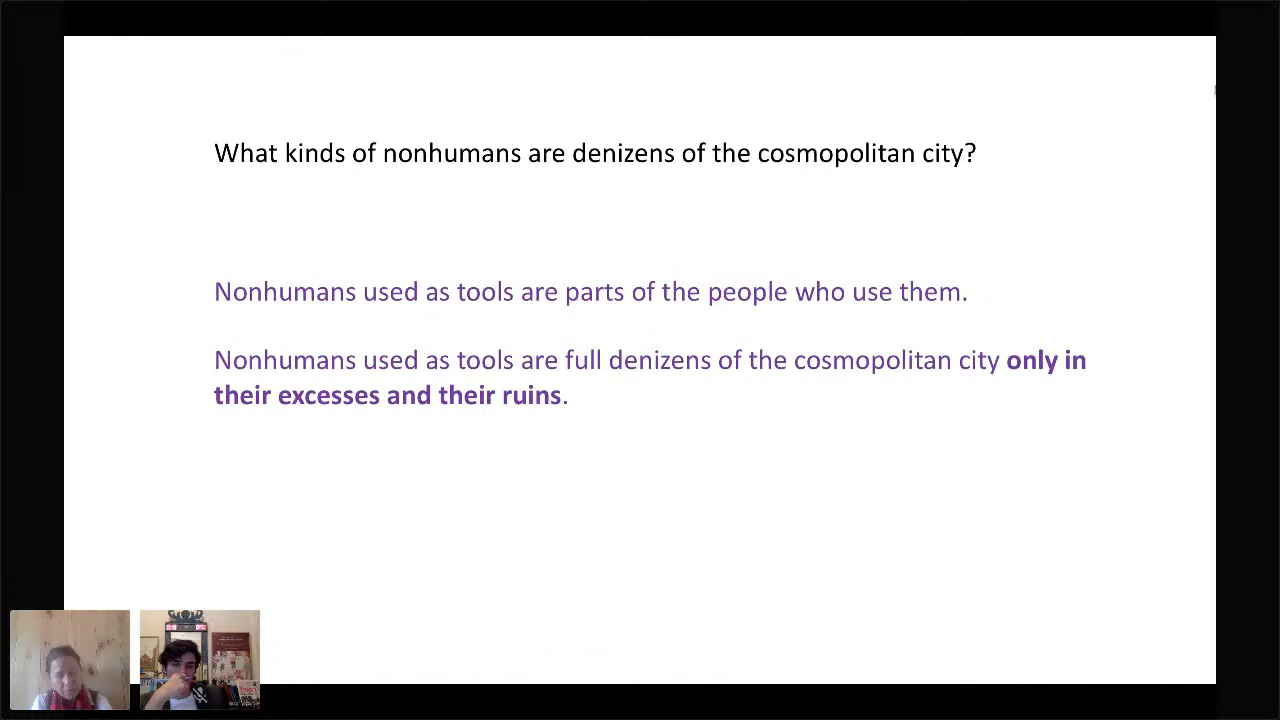 What kinds of nonhumans are denizens of the cosmopolitan city?
Nonhumans used as tools are parts of the people who use them.
Nonhumans used as tools are full denizens of the cosmopolitan city only in
their excesses and their ruins.